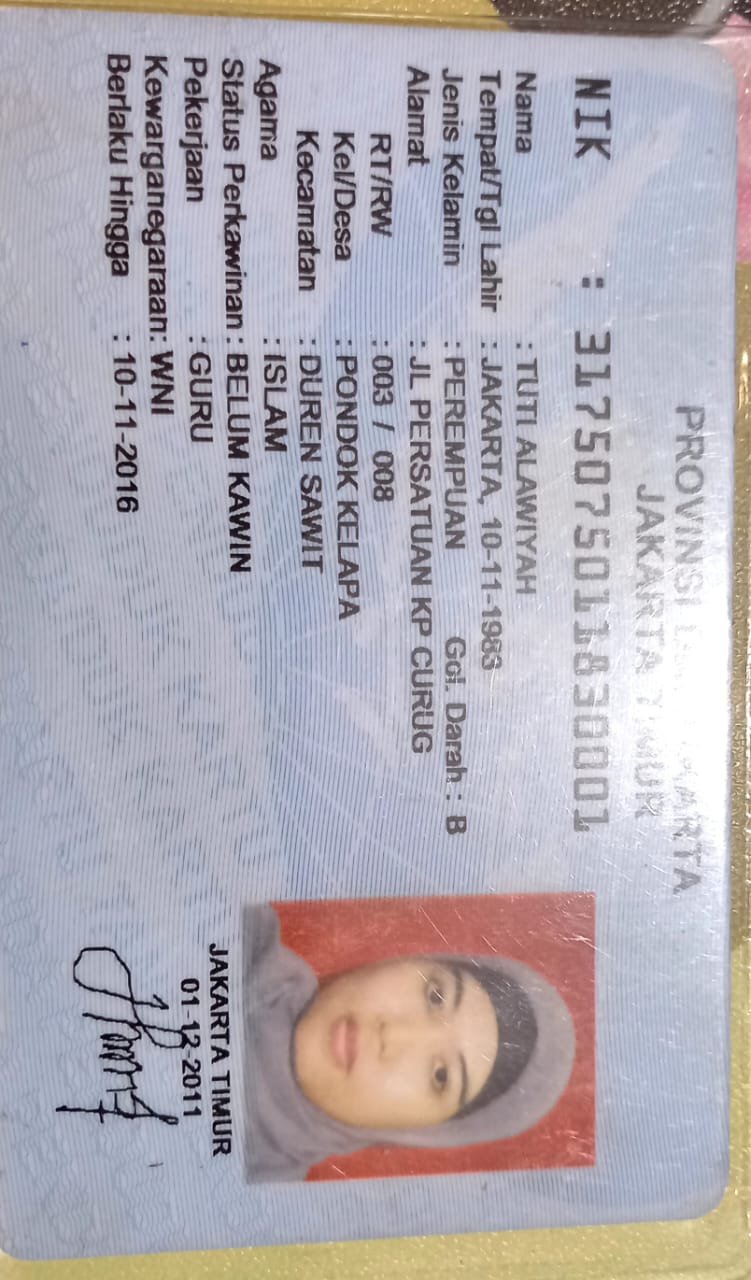 PROVINSI JAKARTA
JAKARTA TIMUR
NIK : 3175075011830001
Nama : TUTI ALAWIYAH
Tempat/Tgl Lahir : JAKARTA, 10-11-1983
Jenis Kelamin : PEREMPUAN Gol. Darah : B
Alamat : JL PERSATUAN KP CURUG
RT/RW : 003 / 008
Kel/Desa : PONDOK KELAPA
Kecamatan : DUREN SAWIT
Agama : ISLAM
Status Perkawinan : BELUM KAWIN
Pekerjaan : GURU
Kewarganegaraan: WNI
Berlaku Hingga : 10-11-2016
JAKARTA TIMUR
01-12-2011